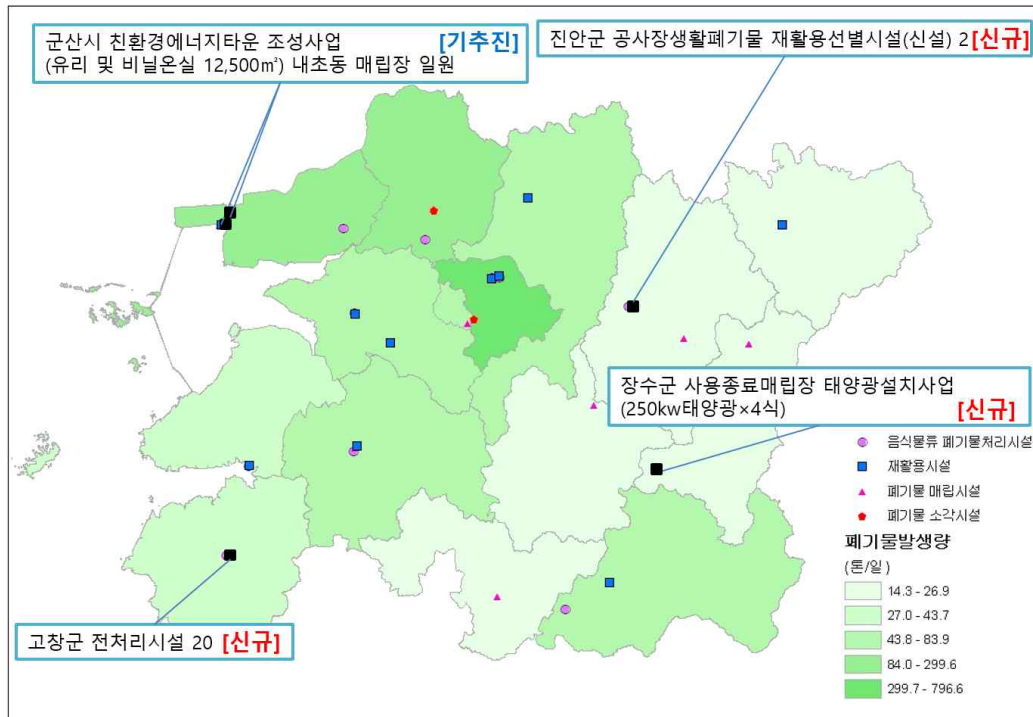 군산시 친환경에너지타운 조성사업 [기추진]
(유리 및 비닐온실 12,500㎡) 내초동 매립장 일원
진안군 공사장생활폐기물 재활용선별시설(신설) 2[신규]
장수군 사용종료매립장 태양광설치사업
(250kw태양광×4식) [신규]
음식물류 폐기물처리시설
재활용시설
폐기물 매립시설
폐기물 소각시설
폐기물발생량
(톤/일)
14.3 - 26.9
27.0 - 43.7
43.8 - 83.9
84.0 - 299.6
299.7 - 796.6
고창군 전처리시설 20 [신규]